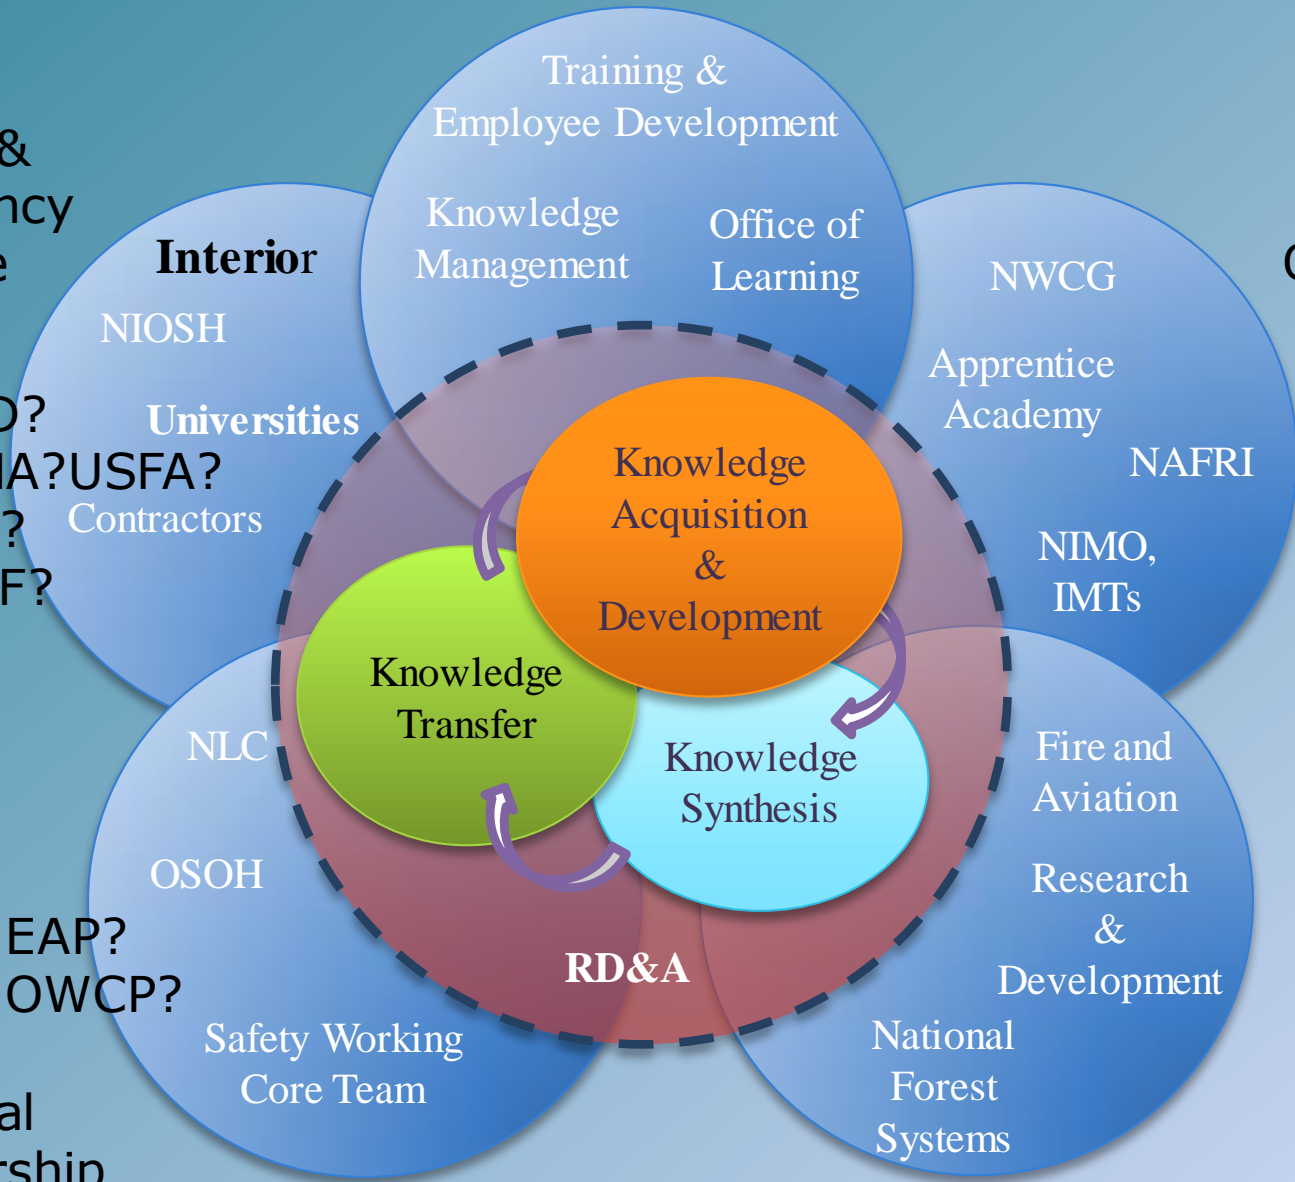 Training &
Employee Development
Knowledge
Management
Office of
Learning
&
Interior
NIOSH
Universities
?
USFA?
Contractors
?
F?
NWCG
Apprentice
Academy
NAFRI
NIMO,
IMTs
Knowledge
Acquisition
&
Development
Knowledge
Transfer
Knowledge
Synthesis
RD&A
NLC
OSOH
EAP?
OWCP?
Safety Working
Core Team
Fire and
Aviation
Research
&
Development
National
Forest
Systems